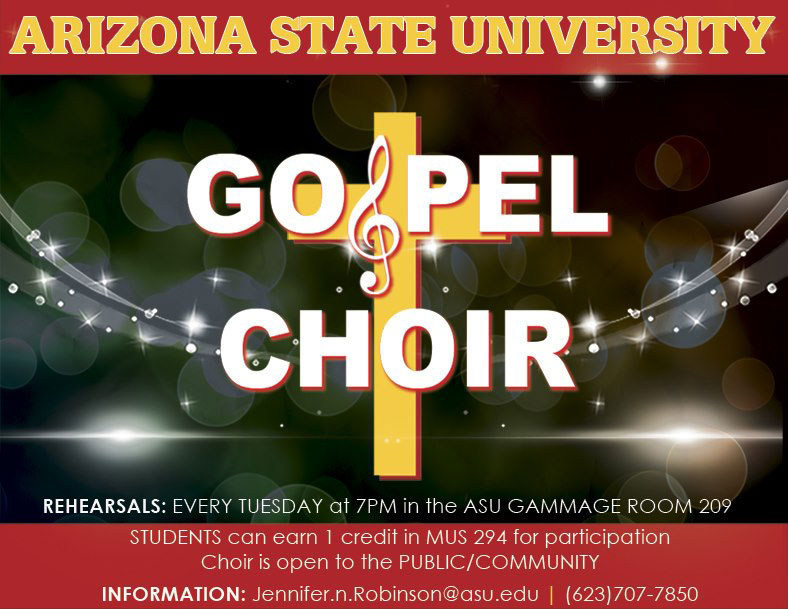 ARIZONA STATE UNIVERSITY
GOSPEL
CHOIR
REHEARSALS: EVERY TUESDAY at 7PM in the ASU GAMMAGE ROOM 209
STUDENTS can earn 1 credit in MUS 294 for participation
Choir is open to the PUBLIC/COMMUNITY
INFORMATION: Jennifer.n.Robinson@asu.edu | (623)707-7850